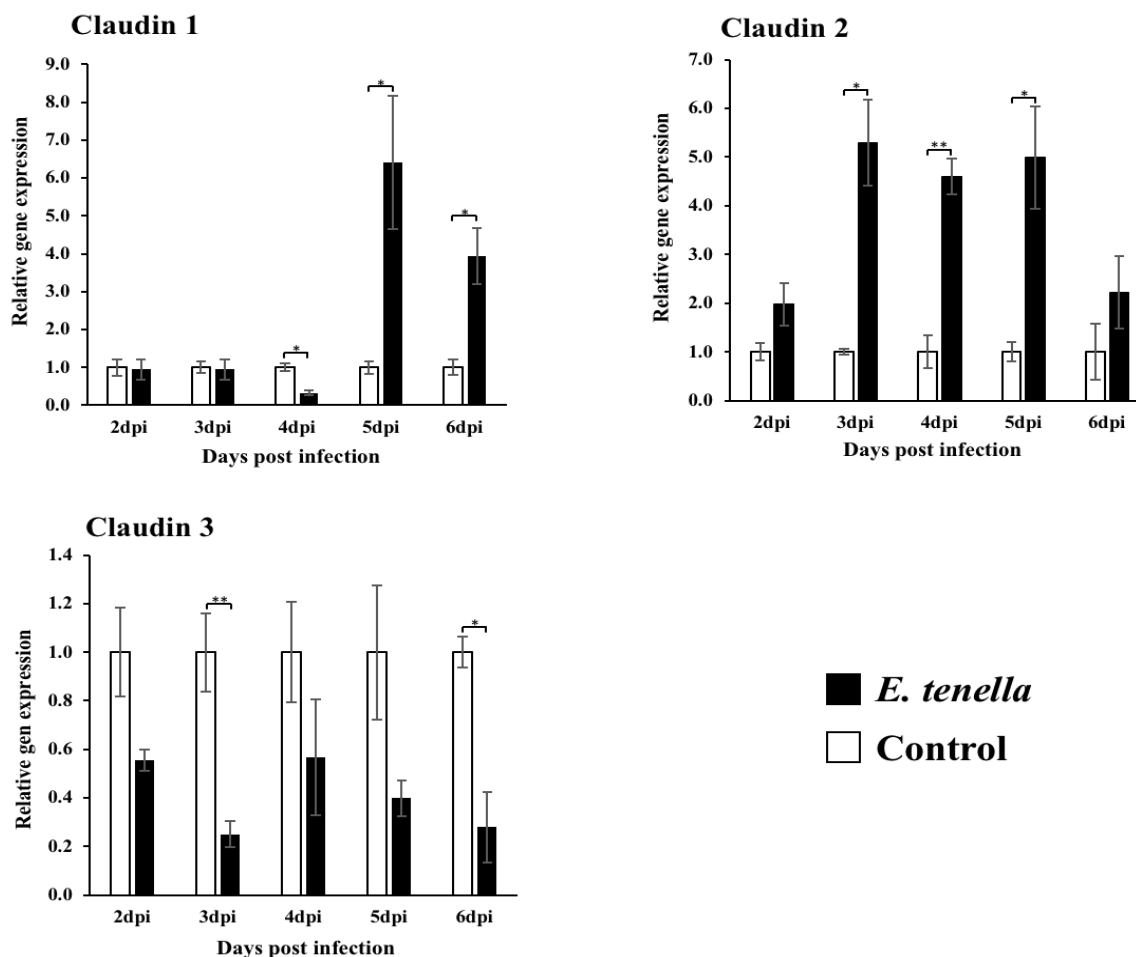 Claudin 1
9.0
8.0
7.0
6.0
5.0
4.0
3.0
2.0
1.0
0.0
Relative gene expression
*
*
*
2dpi 3dpi 4dpi 5dpi 6dpi
Days post infection
Claudin 2
7.0
6.0
5.0
4.0
3.0
2.0
1.0
0.0
Relative gene expression
*
**
*
2dpi 3dpi 4dpi 5dpi 6dpi
Days post infection
Claudin 3
1.4
1.2
1.0
0.8
0.6
0.4
0.2
0.0
Relative gen expression
**
*
2dpi 3dpi 4dpi 5dpi 6dpi
Days post infection
E. tenella
Control